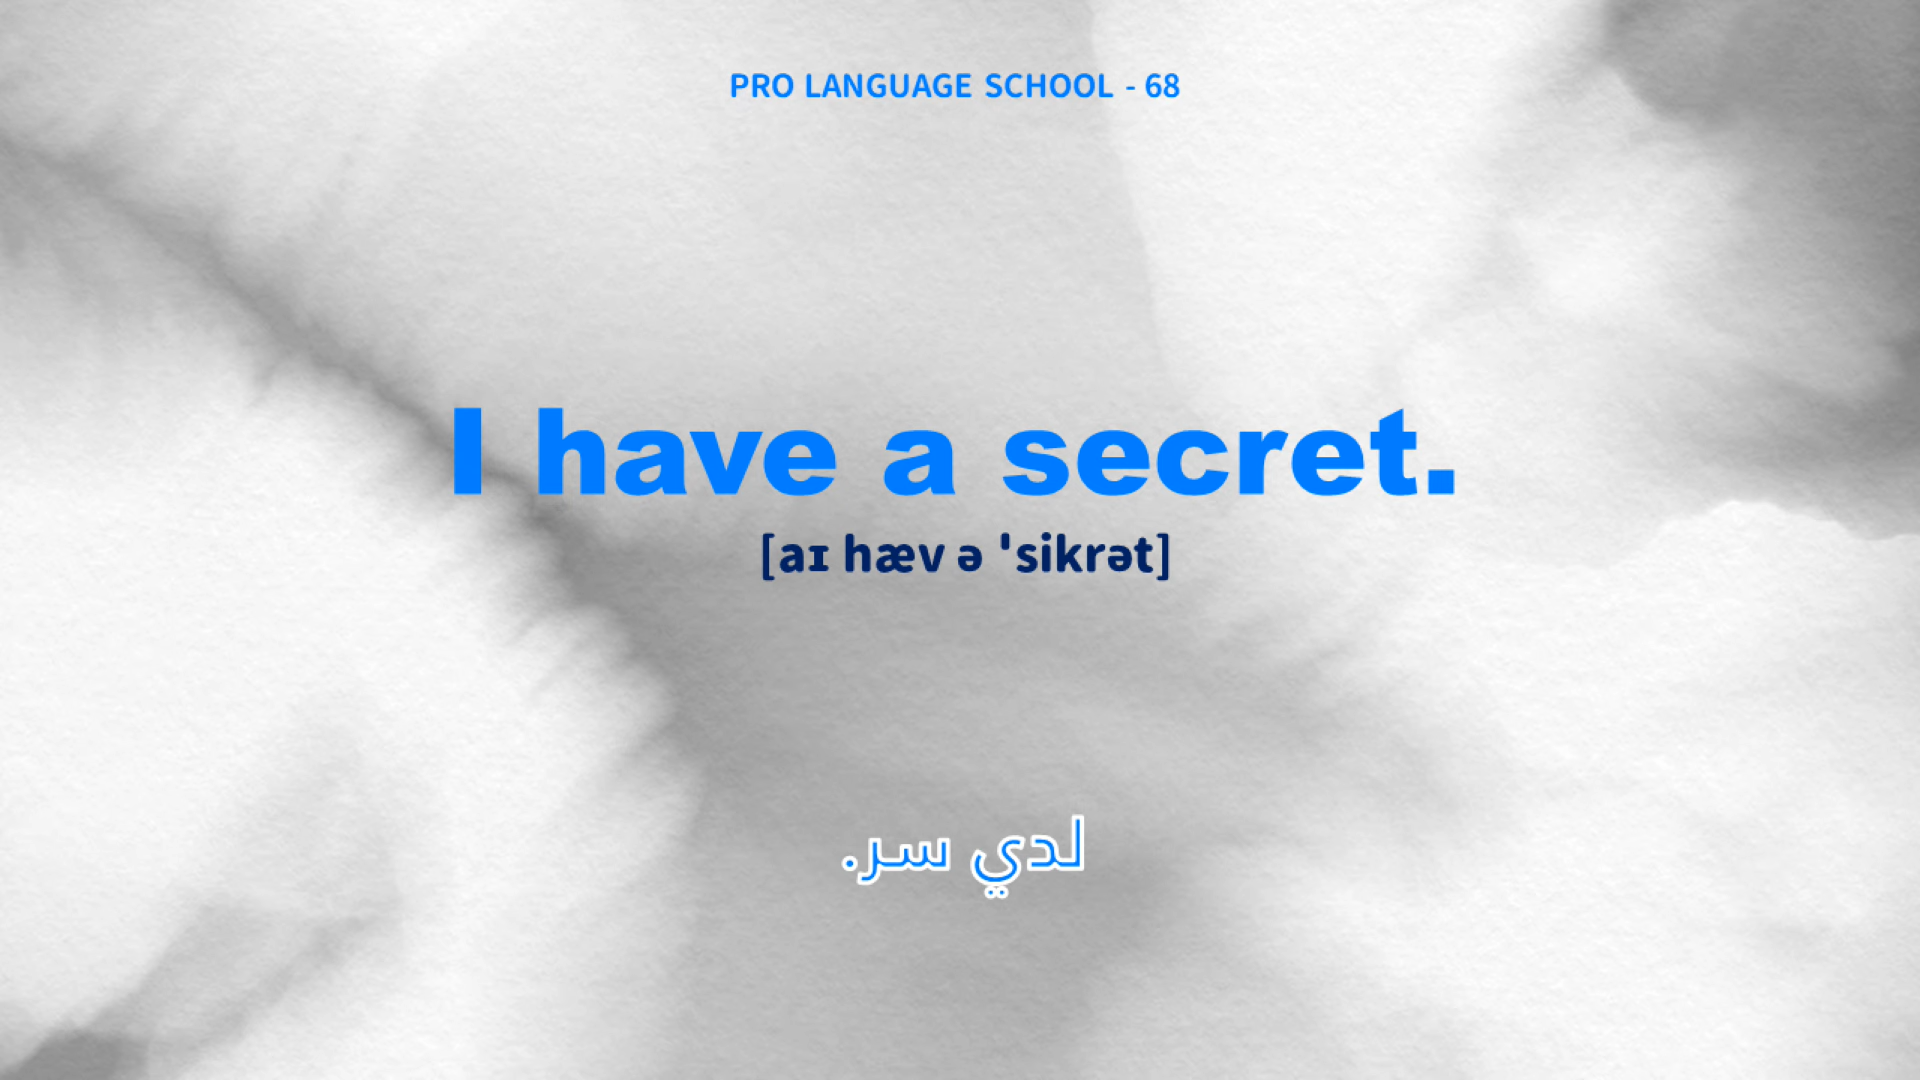 PRO LANGUAGE SCHOOL - 68
I have a secret.
[aɪ hæv ə ˈsikrət]
لدي سر.